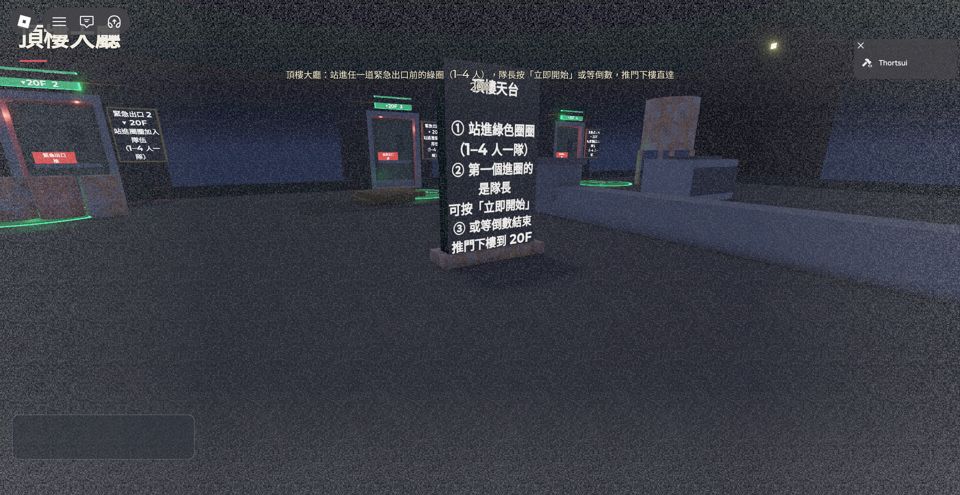 頂樓大廳
頂樓大廳：站進任一道緊急出口前的綠圈（1–4 人），隊長按「立即開始」或等倒數，推門下樓直達
Thortsui
▼20F 2
緊急出口 2
▼ 20F
站進圈圈加入
隊伍
（1–4 人一
隊）
緊急出口
頂樓天台
① 站進綠色圈圈
（1–4 人一隊）
② 第一個進圈的
是隊長
可按「立即開始」
③ 或等倒數結束
推門下樓到 20F